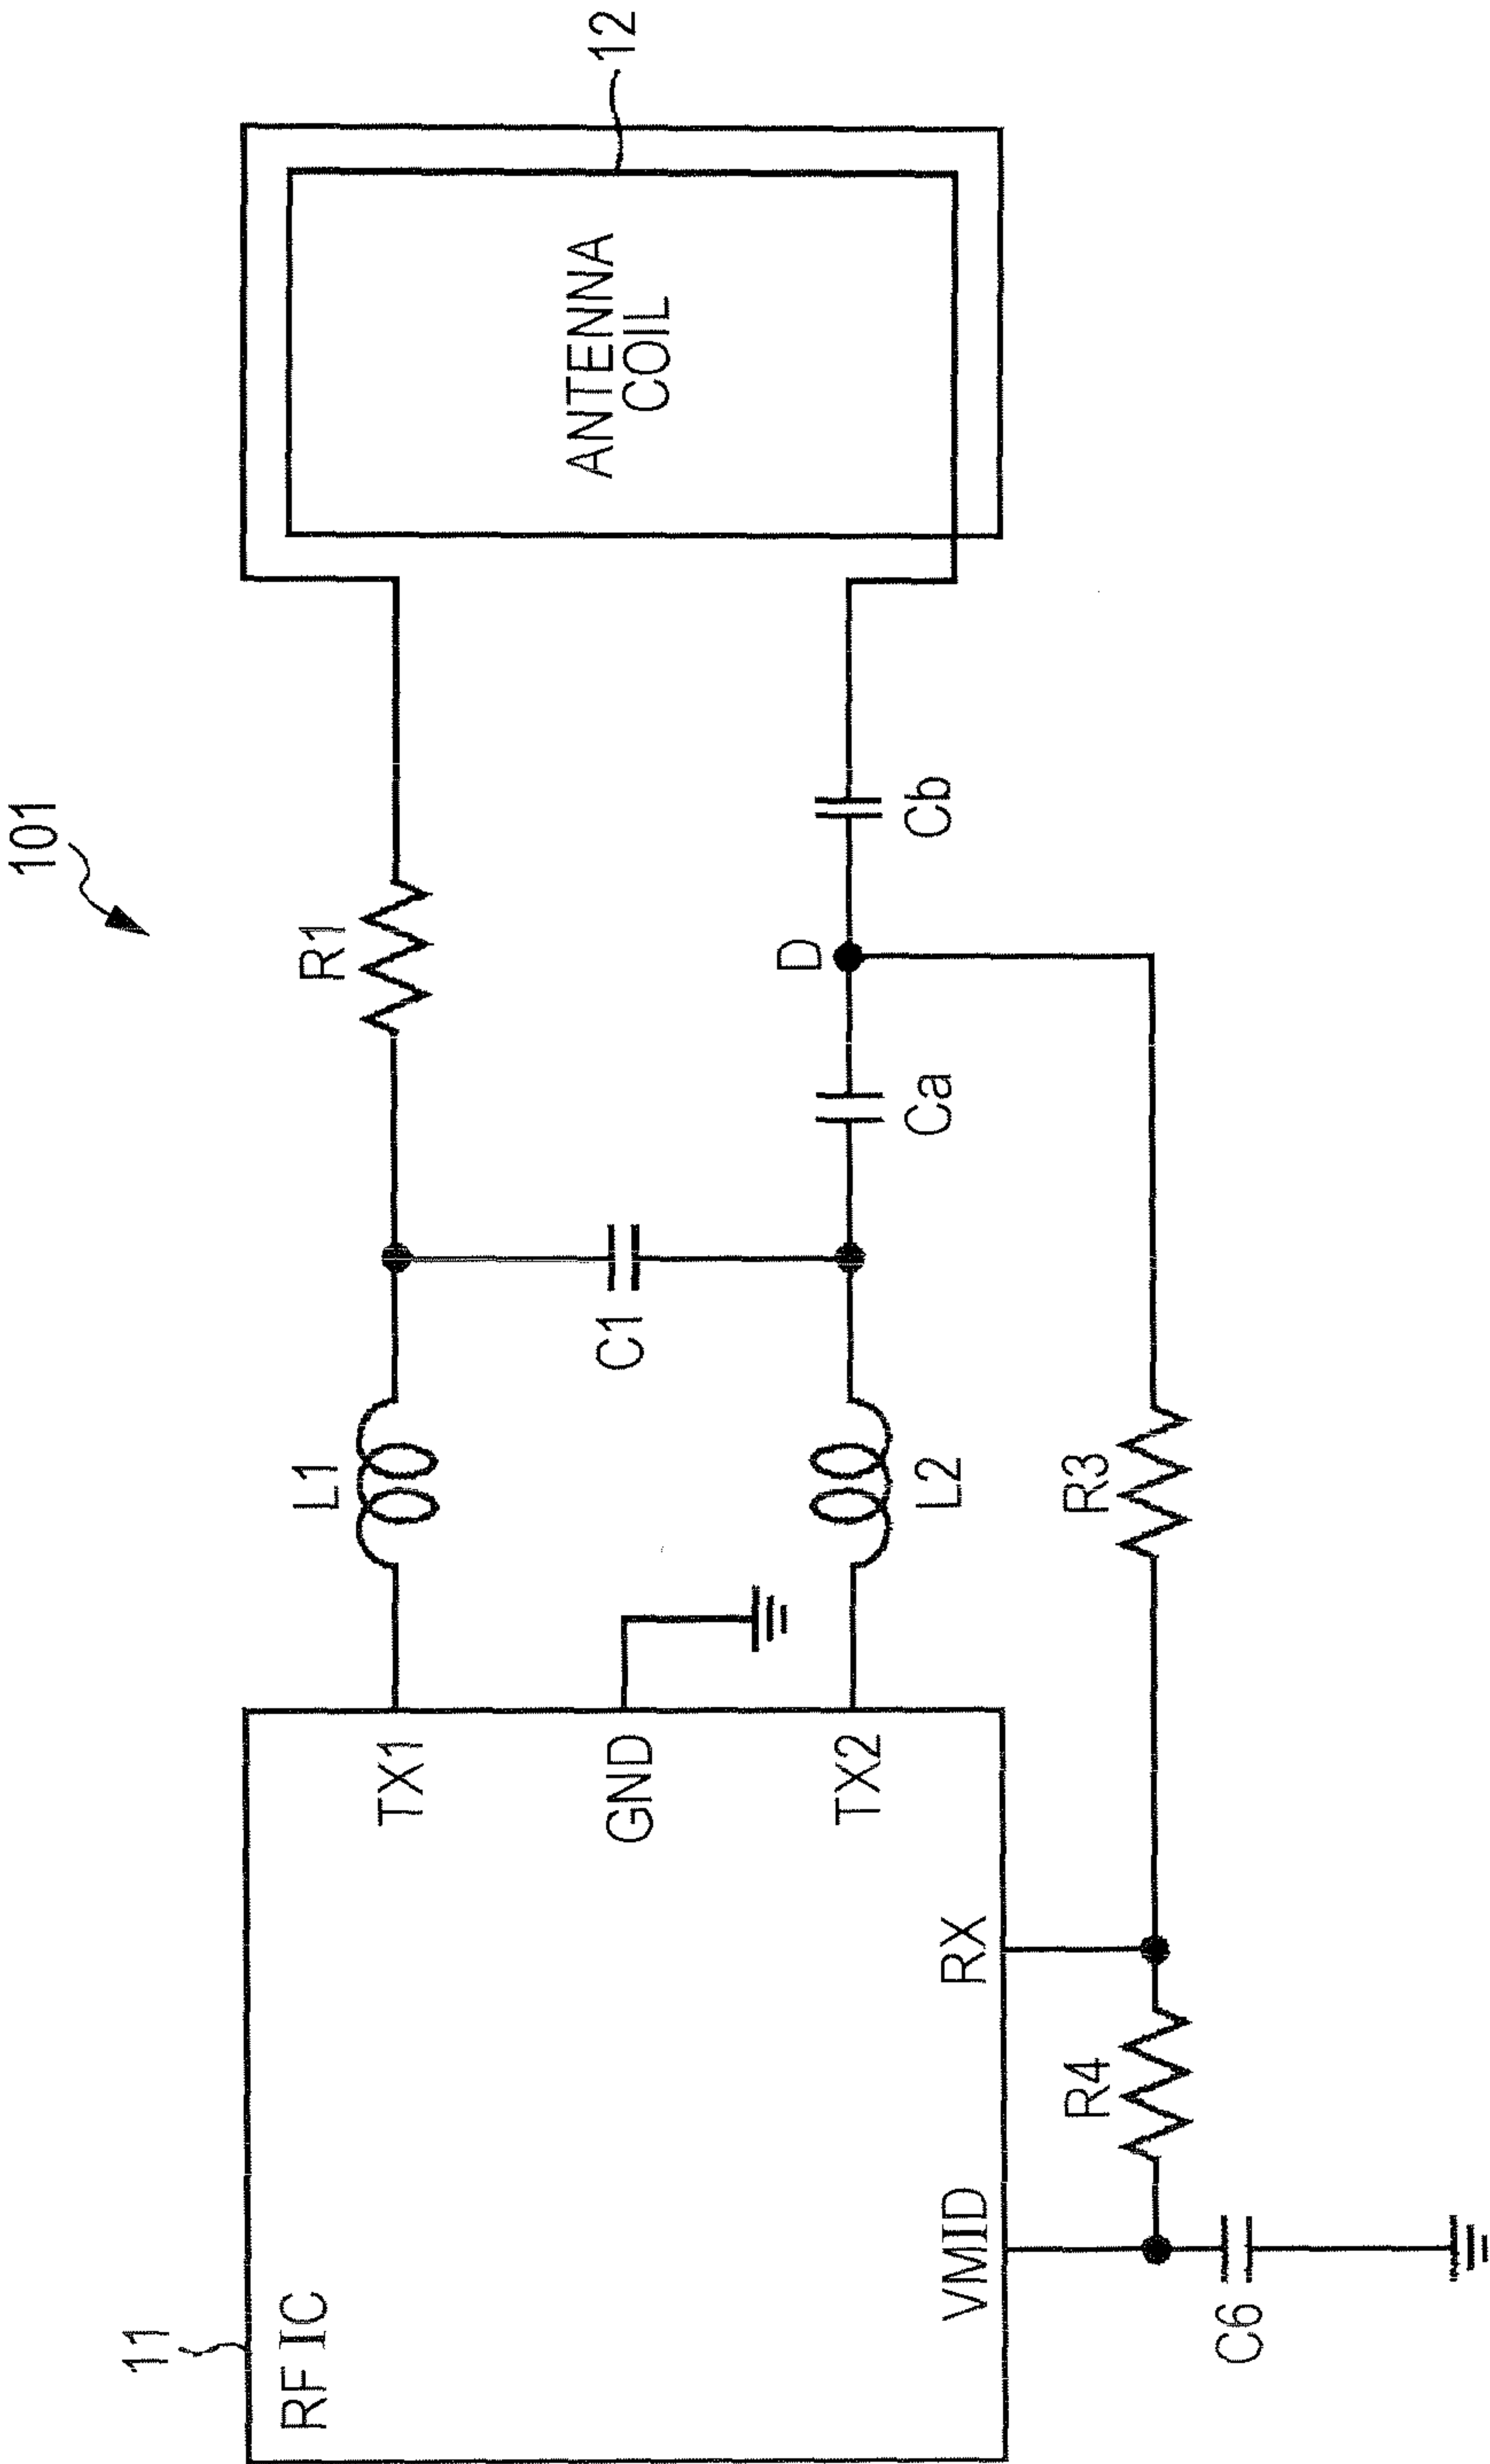 101
11
RF IC
TX1
GND
TX2
RX
VMID
L1
C1
L2
R1
D
Ca
Cb
ANTENNA
COIL
12
R3
R4
C6